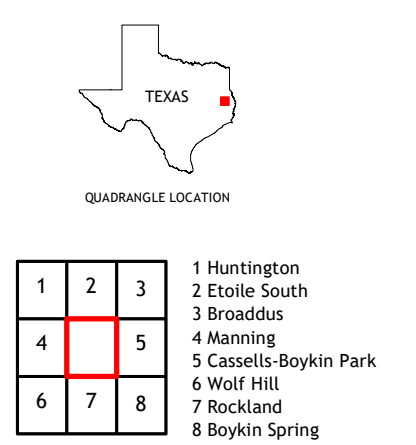 TEXAS
QUADRANGLE LOCATION
1 2 3
4 5
6 7 8
1 Huntington
2 Etoile South
3 Broaddus
4 Manning
5 Cassells-Boykin Park
6 Wolf Hill
7 Rockland
8 Boykin Spring